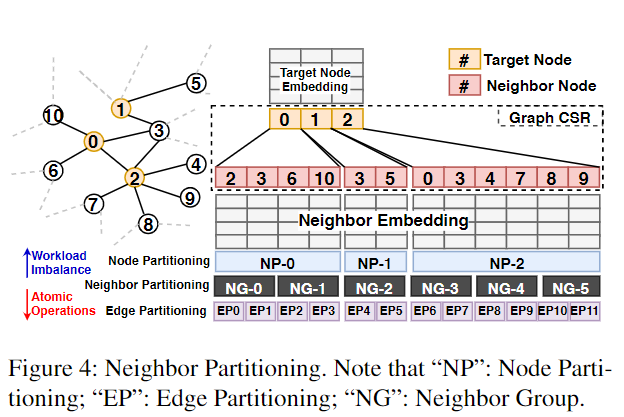 Target Node
Embedding
# Target Node
# Neighbor Node
Graph CSR
5
1
10
3
0
6
2
4
7
9
8
0 1 2
2 3 6 10 3 5 0 3 4 7 8 9
Neighbor Embedding
Workload
Imbalance
Node Partitioning
NP-0 NP-1 NP-2
Neighbor Partitioning
NG-0 NG-1 NG-2 NG-3 NG-4 NG-5
Atomic
Operations
Edge Partitioning
EP0 EP1 EP2 EP3 EP4 EP5 EP6 EP7 EP8 EP9 EP10 EP11
Figure 4: Neighbor Partitioning. Note that “NP”: Node Parti-
tioning; “EP”: Edge Partitioning; “NG”: Neighbor Group.